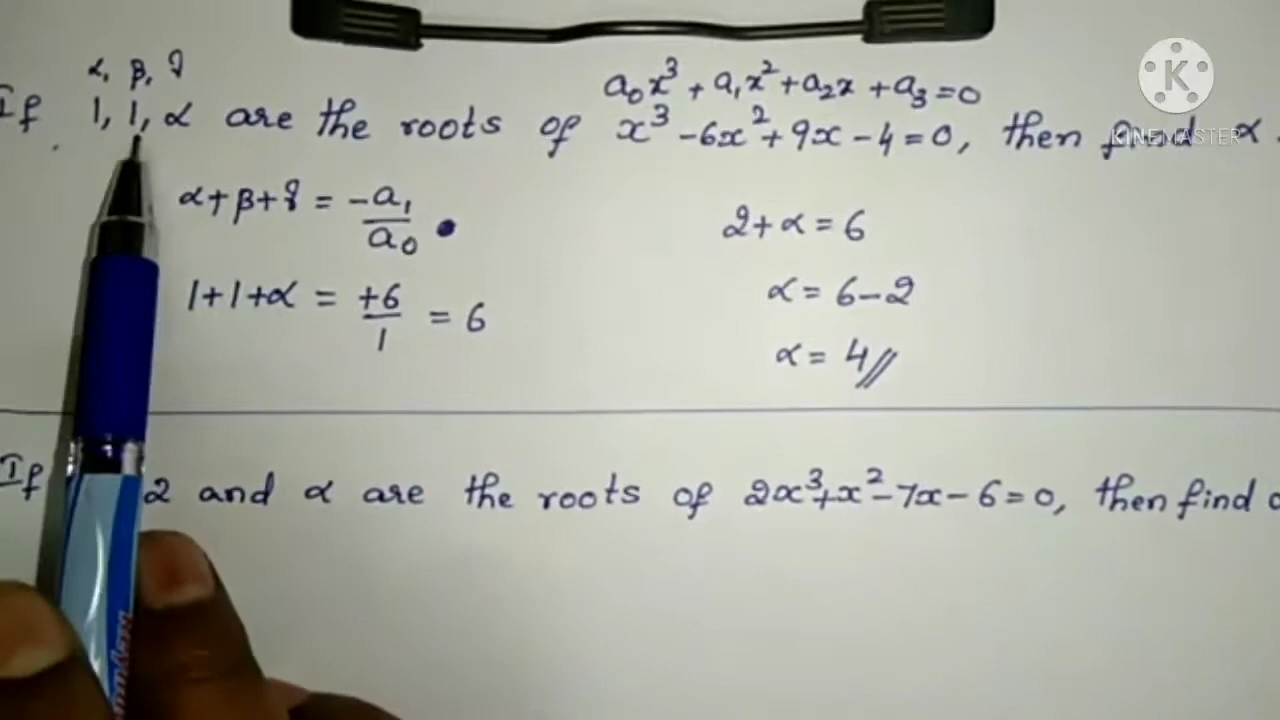 α, β, γ
If 1, 1, α are the roots of x³ - 6x² + 9x - 4 = 0, then find α
a₀x³ + a₁x² + a₂x + a₃ = 0
α + β + γ = -a₁/a₀
1 + 1 + α = +6/1 = 6
2 + α = 6
α = 6 - 2
α = 4 //
If 2 and α are the roots of 2x³ + x² - 7x - 6 = 0, then find
K
KINEMASTER